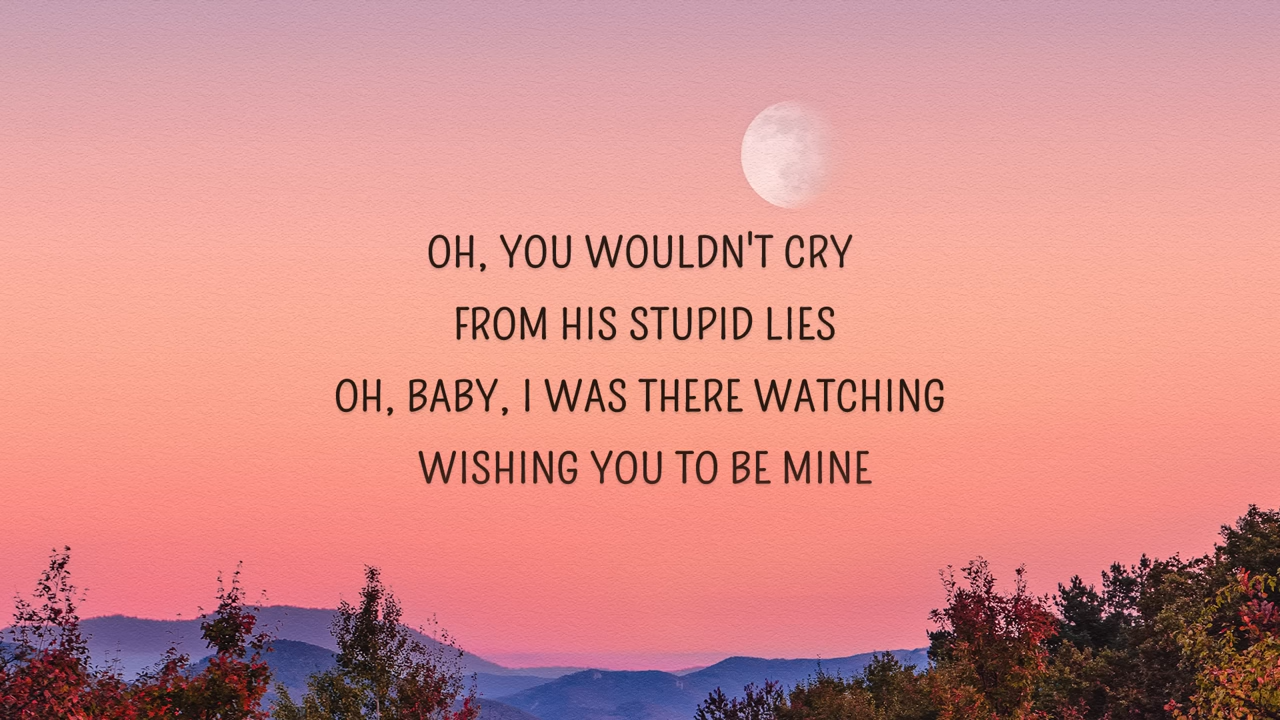 OH, YOU WOULDN'T CRY
FROM HIS STUPID LIES
OH, BABY, I WAS THERE WATCHING
WISHING YOU TO BE MINE